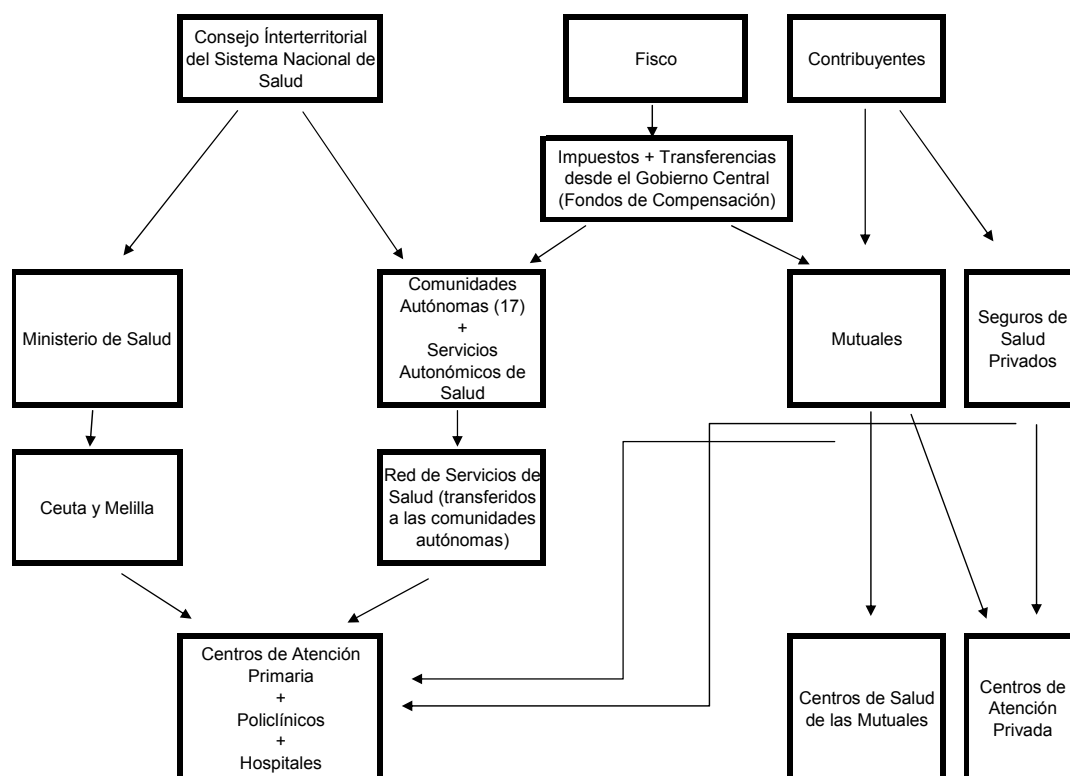 Consejo Ínterterritorial
del Sistema Nacional de
Salud
Fisco
Contribuyentes
Impuestos + Transferencias
desde el Gobierno Central
(Fondos de Compensación)
Ministerio de Salud
Comunidades
Autónomas (17)
+
Servicios
Autonómicos de
Salud
Mutuales
Seguros de
Salud
Privados
Ceuta y Melilla
Red de Servicios de
Salud (transferidos
a las comunidades
autónomas)
Centros de Atención
Primaria
+
Policlínicos
+
Hospitales
Centros de Salud
de las Mutuales
Centros de
Atención
Privada